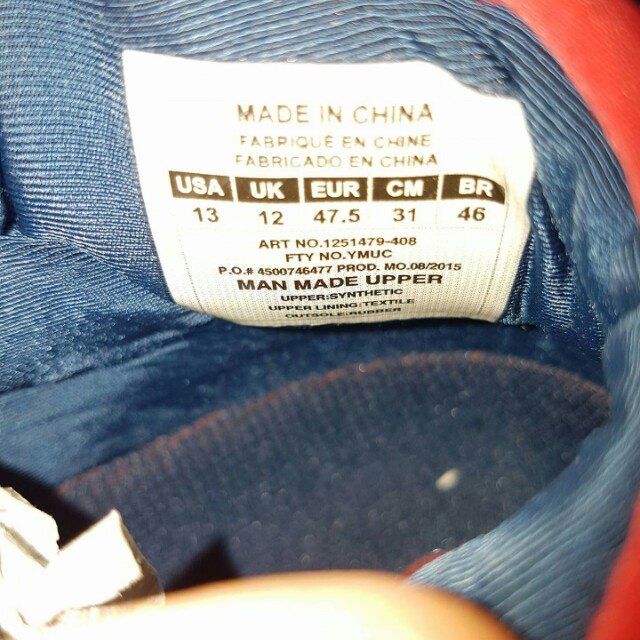 MADE IN CHINA
FABRIQUÉ EN CHINE
FABRICADO EN CHINA
USA UK EUR CM BR
13 12 47.5 31 46
ART NO.1251479-408
FTY NO.YMUC
P.O.# 4500746477 PROD. MO.08/2015
MAN MADE UPPER
UPPER:SYNTHETIC
UPPER LINING:TEXTILE
OUTSOLE:RUBBER